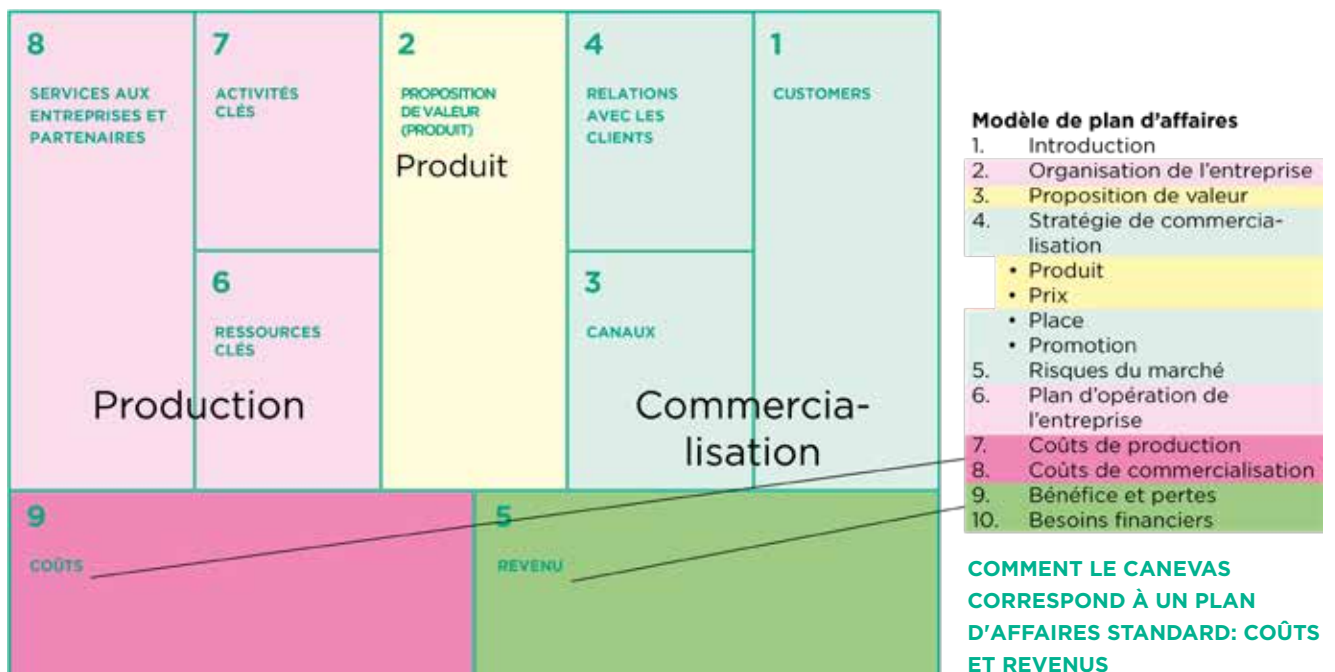 8
SERVICES AUX
ENTREPRISES ET
PARTENAIRES
7
ACTIVITÉS
CLÉS
2
PROPOSITION
DE VALEUR
(PRODUIT)
Produit
4
RELATIONS
AVEC LES
CLIENTS
1
CUSTOMERS
6
RESSOURCES
CLÉS
3
CANAUX
Production
Commercia-
lisation
9
COÛTS
5
REVENU
Modèle de plan d'affaires
1. Introduction
2. Organisation de l'entreprise
3. Proposition de valeur
4. Stratégie de commercia-
lisation
• Produit
• Prix
• Place
• Promotion
5. Risques du marché
6. Plan d'opération de
l'entreprise
7. Coûts de production
8. Coûts de commercialisation
9. Bénéfice et pertes
10. Besoins financiers
COMMENT LE CANEVAS
CORRESPOND À UN PLAN
D'AFFAIRES STANDARD: COÛTS
ET REVENUS